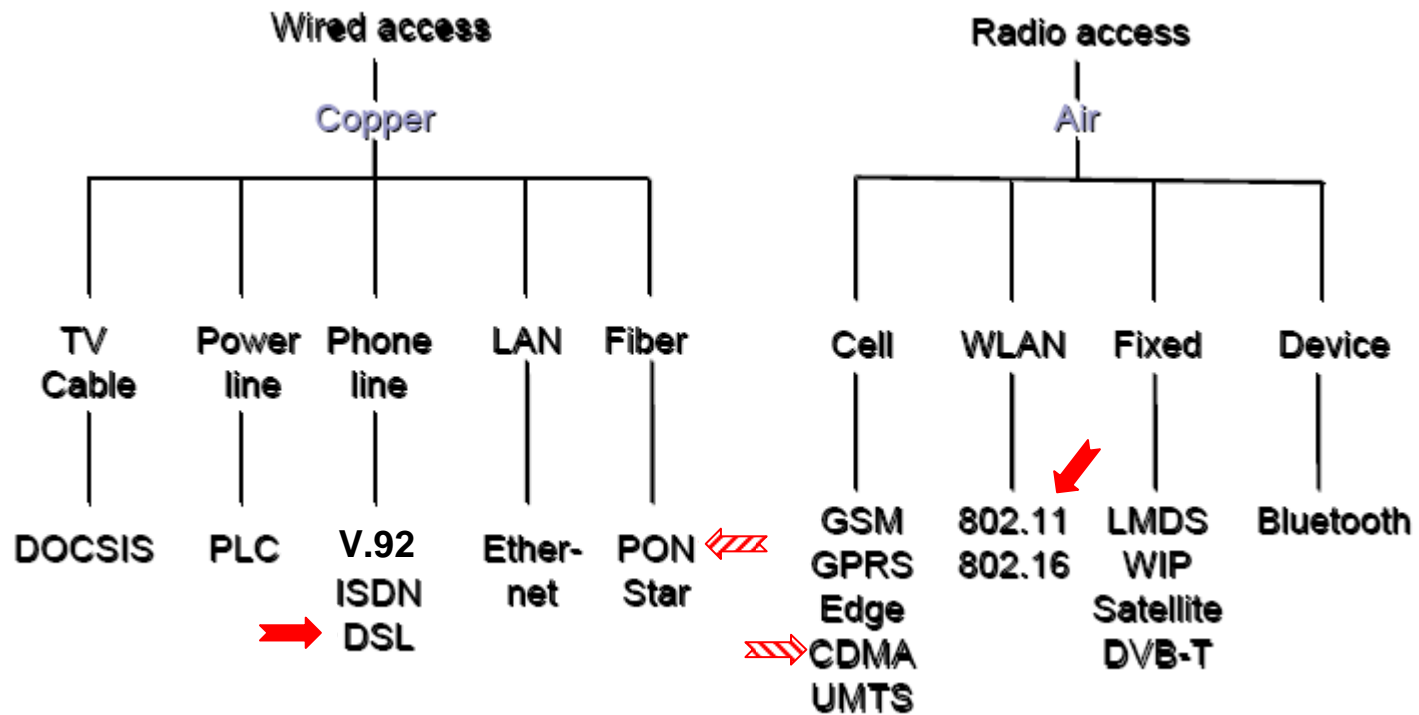 Wired access
Copper
TV
Cable
DOCSIS
Power
line
PLC
Phone
line
V.92
ISDN
DSL
LAN
Ether-
net
Fiber
PON
Star
Radio access
Air
Cell
GSM
GPRS
Edge
CDMA
UMTS
WLAN
802.11
802.16
Fixed
LMDS
WIP
Satellite
DVB-T
Device
Bluetooth